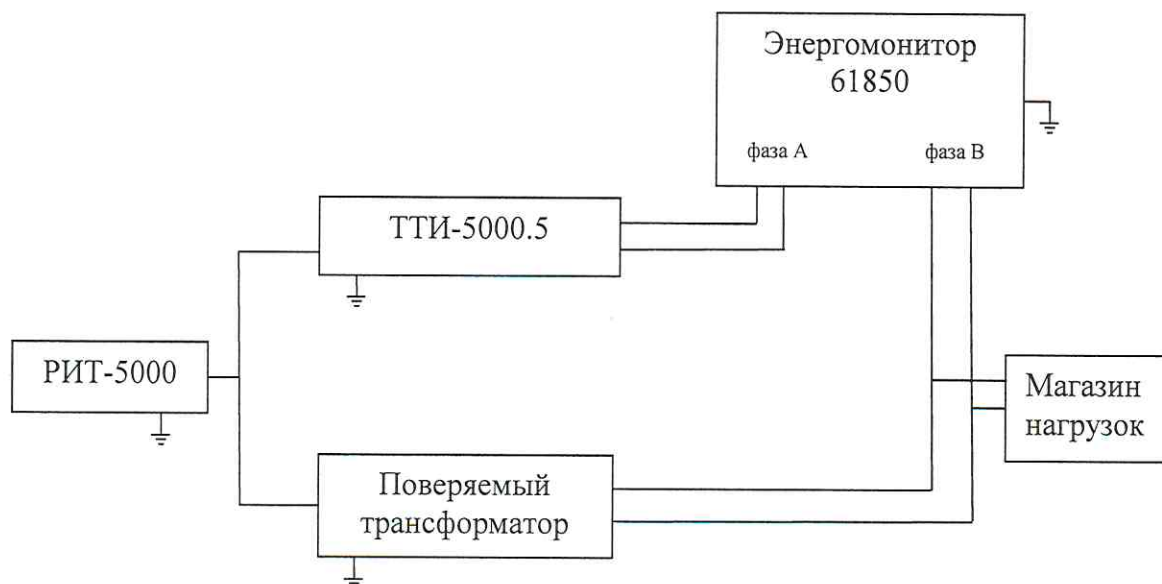 Энергомонитор
61850
фаза А
фаза В
ТТИ-5000.5
РИТ-5000
Магазин
нагрузок
Поверяемый
трансформатор